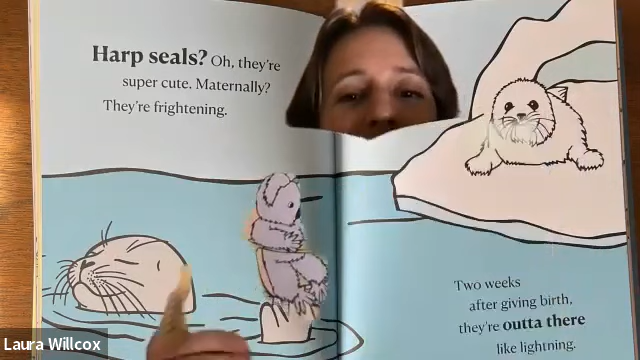 Harp seals? Oh, they're
super cute. Maternally?
They're frightening.
Two weeks
after giving birth,
they're outta there
like lightning.
Laura Willcox